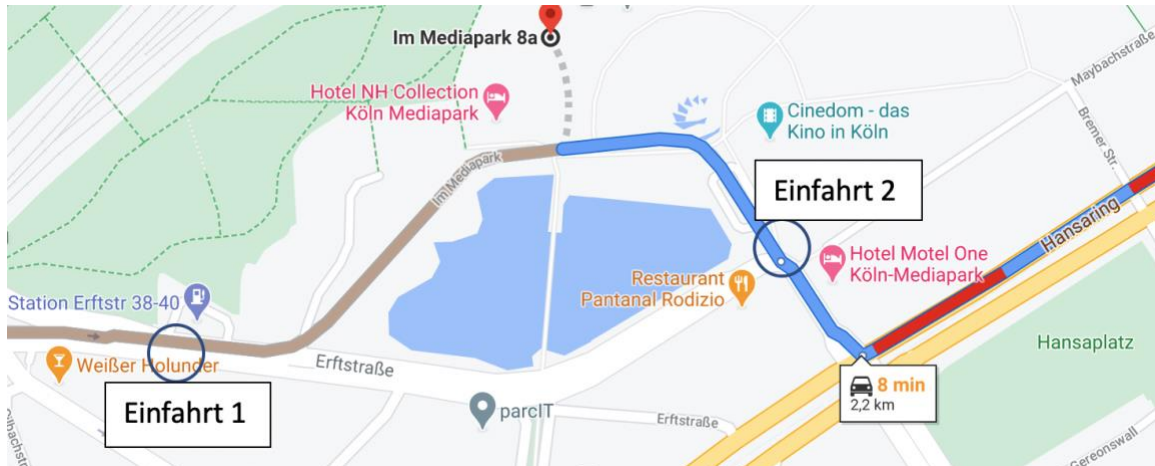 Im Mediapark 8a
Hotel NH Collection
Köln Mediapark
Maybachstraße
Cinedom - das
Kino in Köln
Bremer Str.
Im Mediapark
Einfahrt 2
Hansaring
Hotel Motel One
Köln-Mediapark
Restaurant
Pantanal Rodizio
Station Erftstr 38-40
Hansaplatz
Weißer Holunder
Erftstraße
8 min
2,2 km
Einfahrt 1
parcIT
Erftstraße
Gereonswall